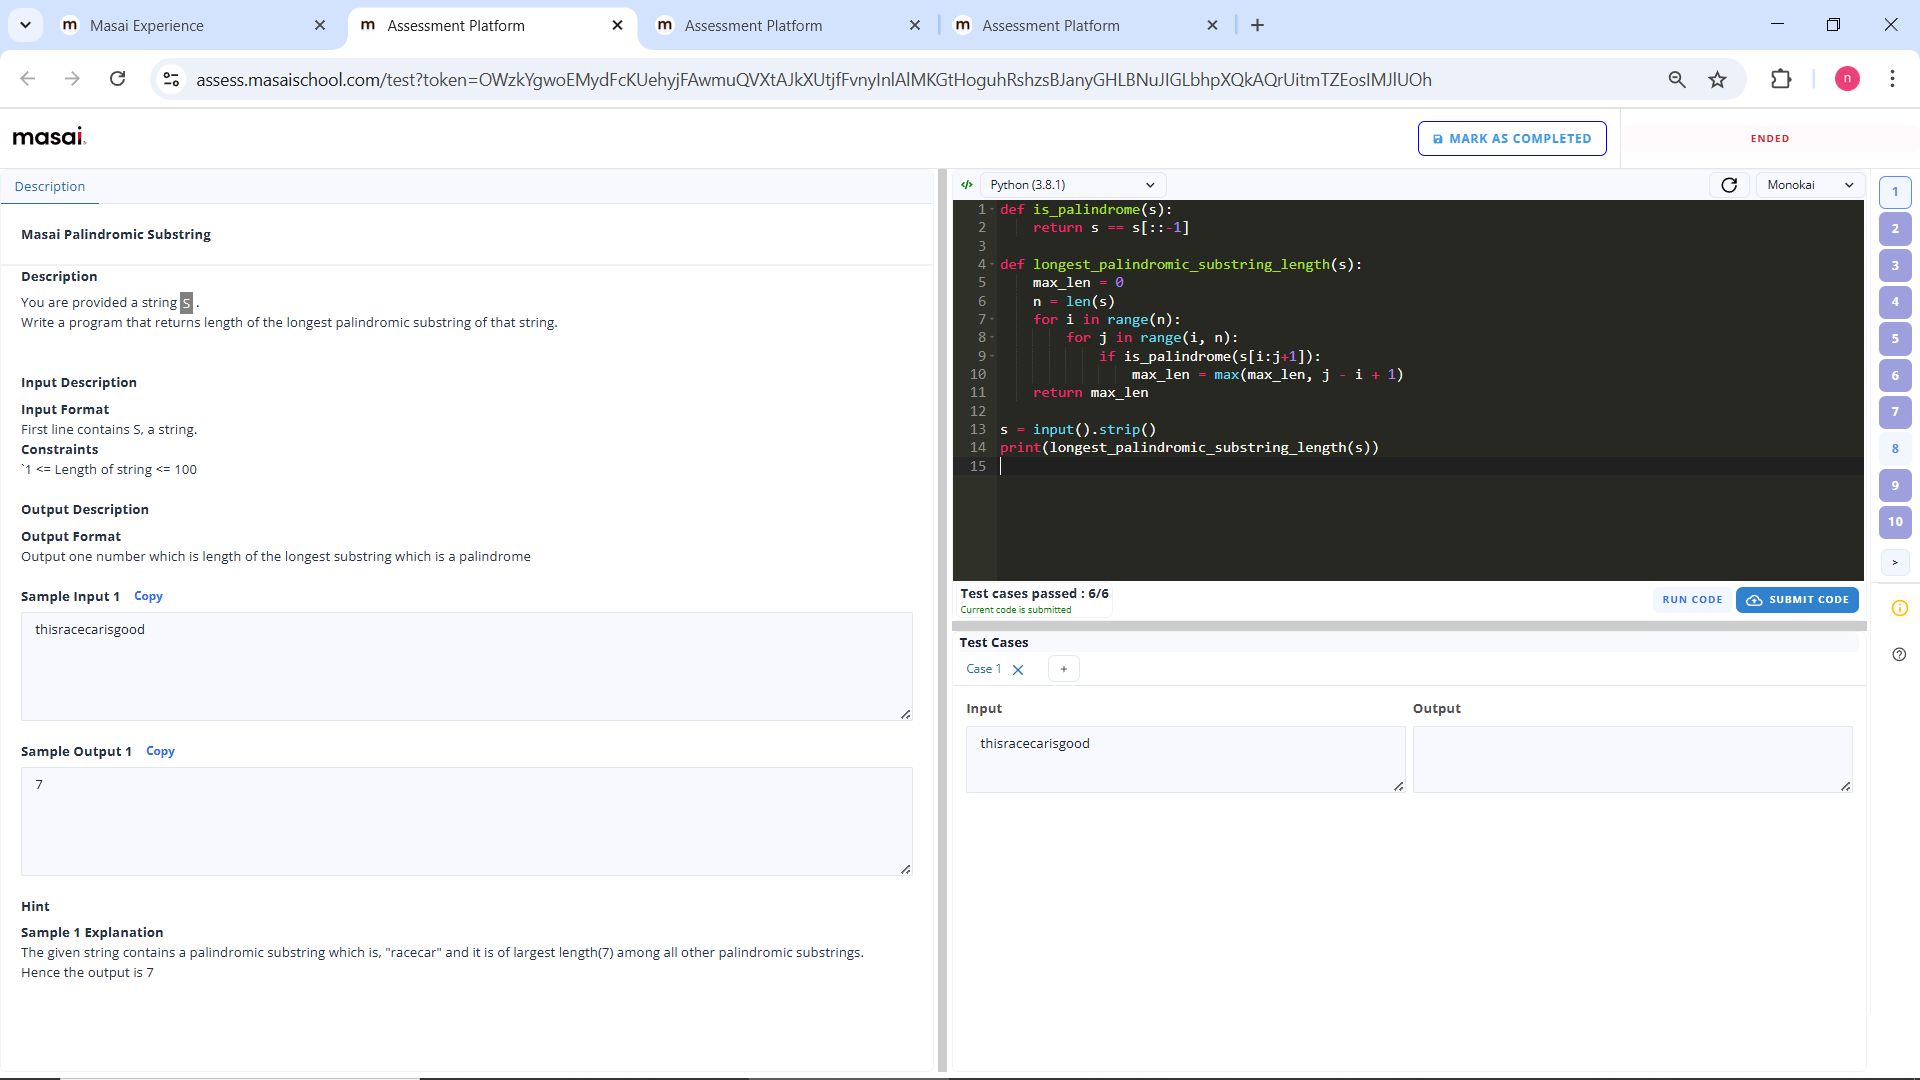 Masai Experience
Assessment Platform
Assessment Platform
Assessment Platform
assess.masaischool.com/test?token=OWzkYgwoEMydFcKUehyjFAwmuQVXtAJkXUtjfFvnyInlAlMKGtHoguhRshzsBJanyGHLBNuJIGLbhpXQkAQrUitmTZEosIMJlUOh
n
masai.
MARK AS COMPLETED
ENDED
Description
Masai Palindromic Substring
Description
You are provided a string S .
Write a program that returns length of the longest palindromic substring of that string.
Input Description
Input Format
First line contains S, a string.
Constraints
`1 <= Length of string <= 100
Output Description
Output Format
Output one number which is length of the longest substring which is a palindrome
Sample Input 1 Copy
thisracecarisgood
Sample Output 1 Copy
7
Hint
Sample 1 Explanation
The given string contains a palindromic substring which is, "racecar" and it is of largest length(7) among all other palindromic substrings.
Hence the output is 7
</> Python (3.8.1)
Monokai
1 def is_palindrome(s):
2     return s == s[::-1]
3
4 def longest_palindromic_substring_length(s):
5     max_len = 0
6     n = len(s)
7     for i in range(n):
8         for j in range(i, n):
9             if is_palindrome(s[i:j+1]):
10                 max_len = max(max_len, j - i + 1)
11     return max_len
12
13 s = input().strip()
14 print(longest_palindromic_substring_length(s))
15
Test cases passed : 6/6
Current code is submitted
RUN CODE
SUBMIT CODE
Test Cases
Case 1
+
Input
Output
thisracecarisgood
1
2
3
4
5
6
7
8
9
10
>